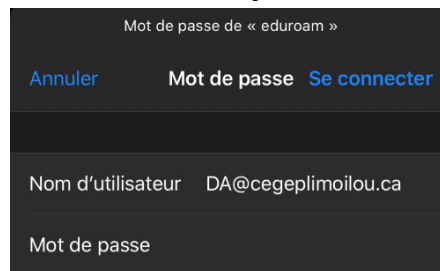 Mot de passe de « eduroam »
Annuler Mot de passe Se connecter
Nom d'utilisateur DA@cegeplimoilou.ca
Mot de passe